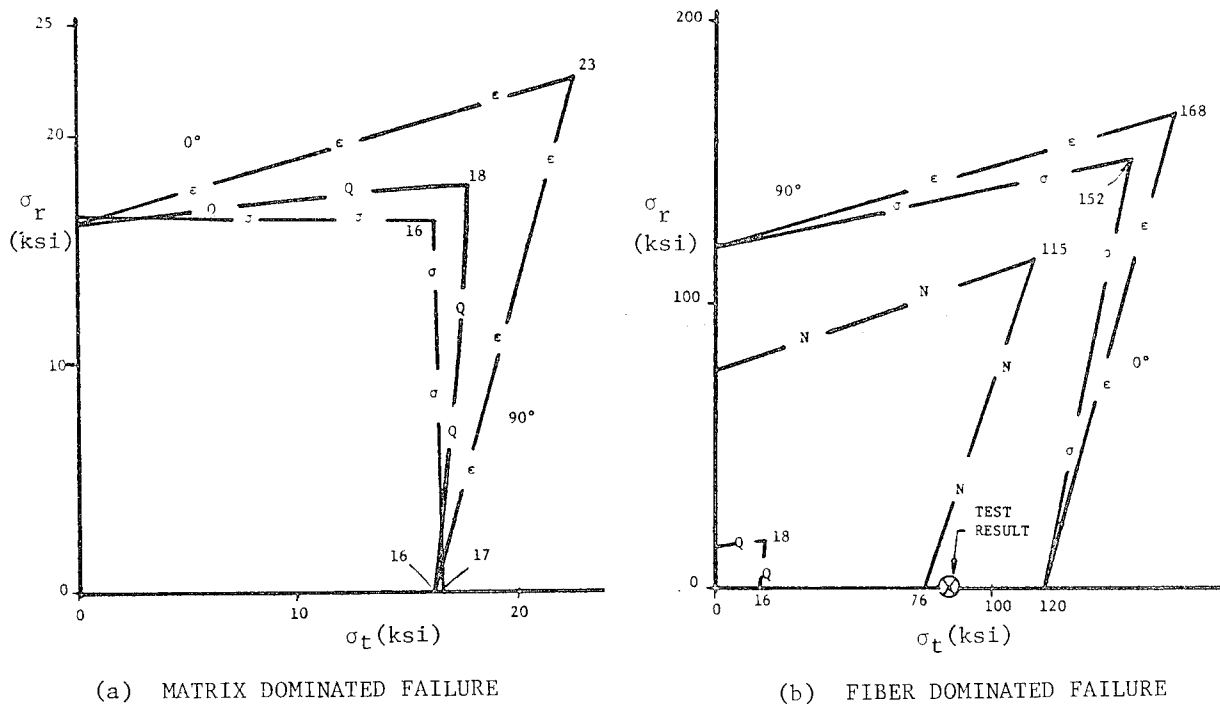 25
20
10
0
σr
(ksi)
0°
ε
ε
ε
23
ε
ε
ε
Q
Q
18
Q
Q
σ
σ
16
σ
σ
90°
16
17
0
10
20
σt(ksi)
(a) MATRIX DOMINATED FAILURE
200
100
0
σr
(ksi)
90°
ε
ε
168
σ
σ
152
σ
ε
115
N
N
N
N
0°
ε
σ
TEST
RESULT
Q
18
Q
0
16
76
100
120
σt(ksi)
(b) FIBER DOMINATED FAILURE